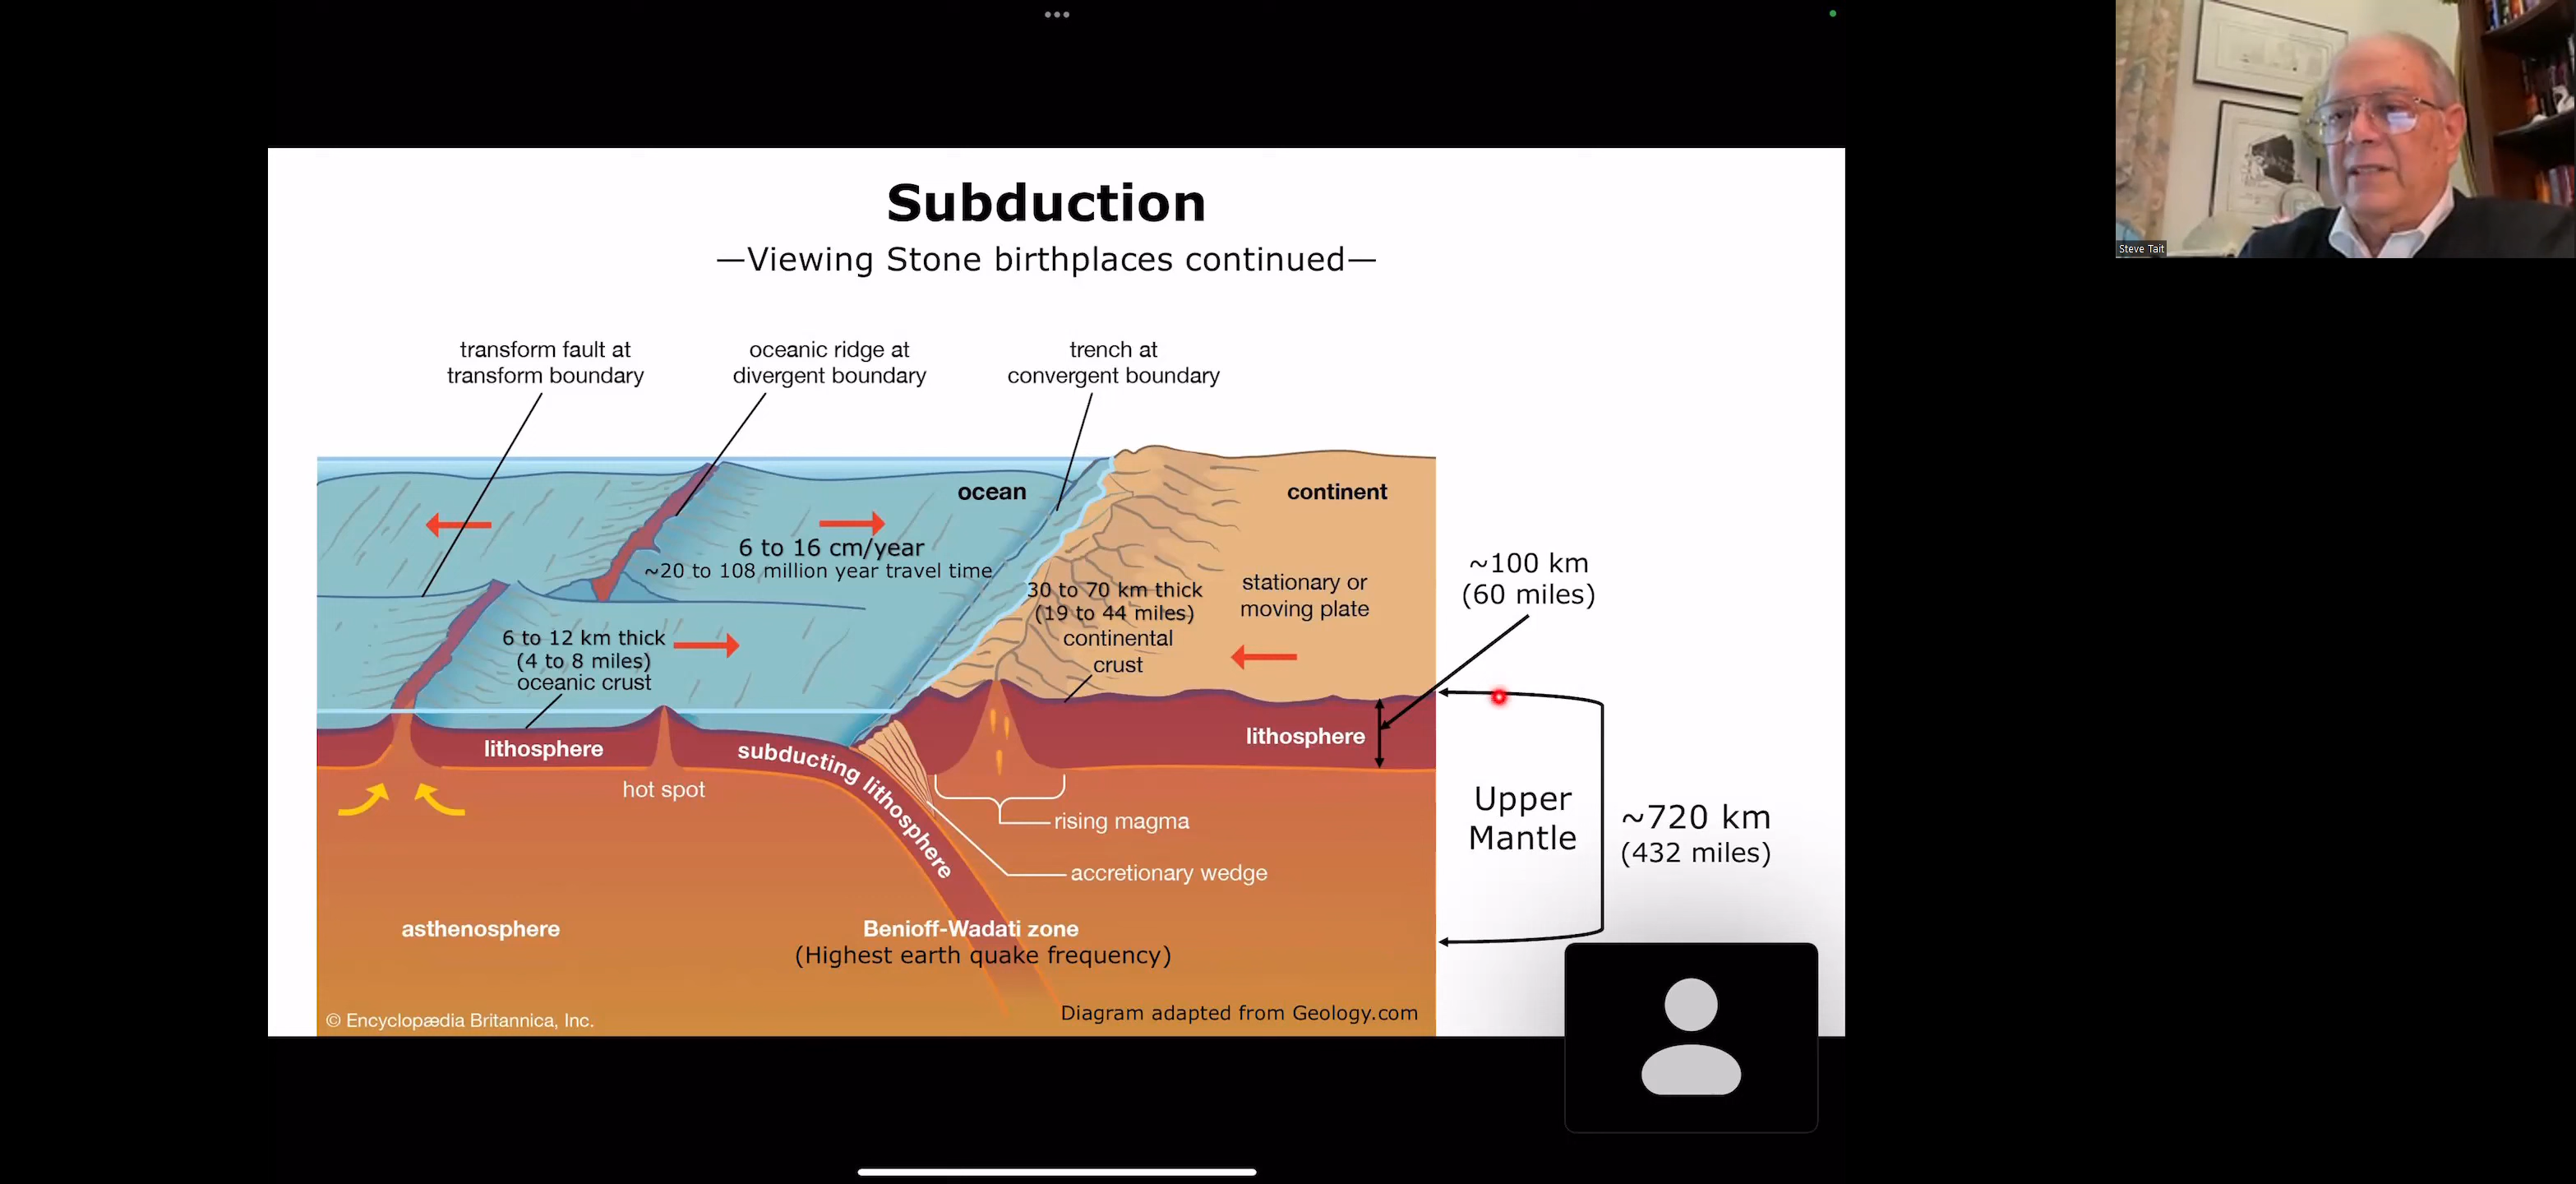 Subduction
—Viewing Stone birthplaces continued—
transform fault at
transform boundary
oceanic ridge at
divergent boundary
trench at
convergent boundary
ocean
continent
6 to 16 cm/year
~20 to 108 million year travel time
30 to 70 km thick
(19 to 44 miles)
continental
crust
stationary or
moving plate
~100 km
(60 miles)
6 to 12 km thick
(4 to 8 miles)
oceanic crust
lithosphere
subducting lithosphere
lithosphere
hot spot
rising magma
accretionary wedge
Upper
Mantle
~720 km
(432 miles)
asthenosphere
Benioff-Wadati zone
(Highest earth quake frequency)
© Encyclopædia Britannica, Inc.
Diagram adapted from Geology.com
Steve Tait